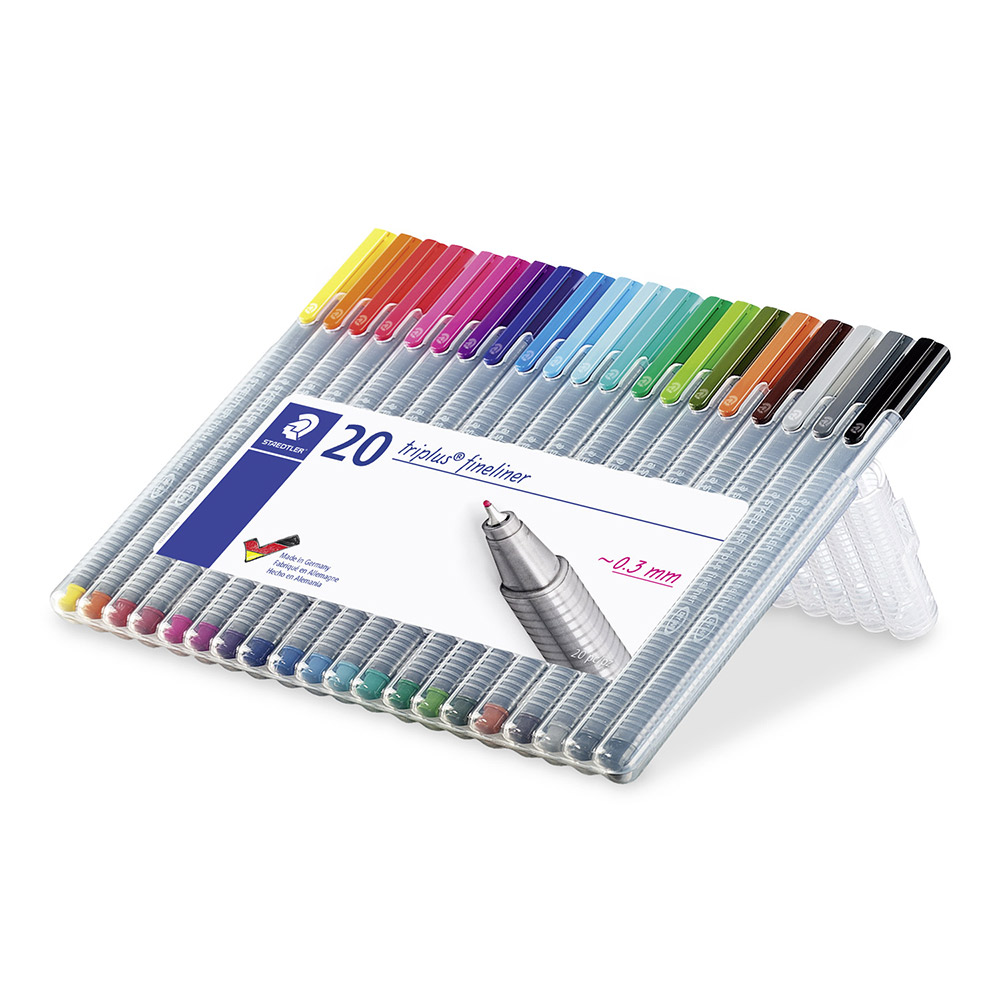 STAEDTLER
20
triplus® fineliner
~0.3 mm
Made in Germany
Fabriqué en Allemagne
Hecho en Alemania